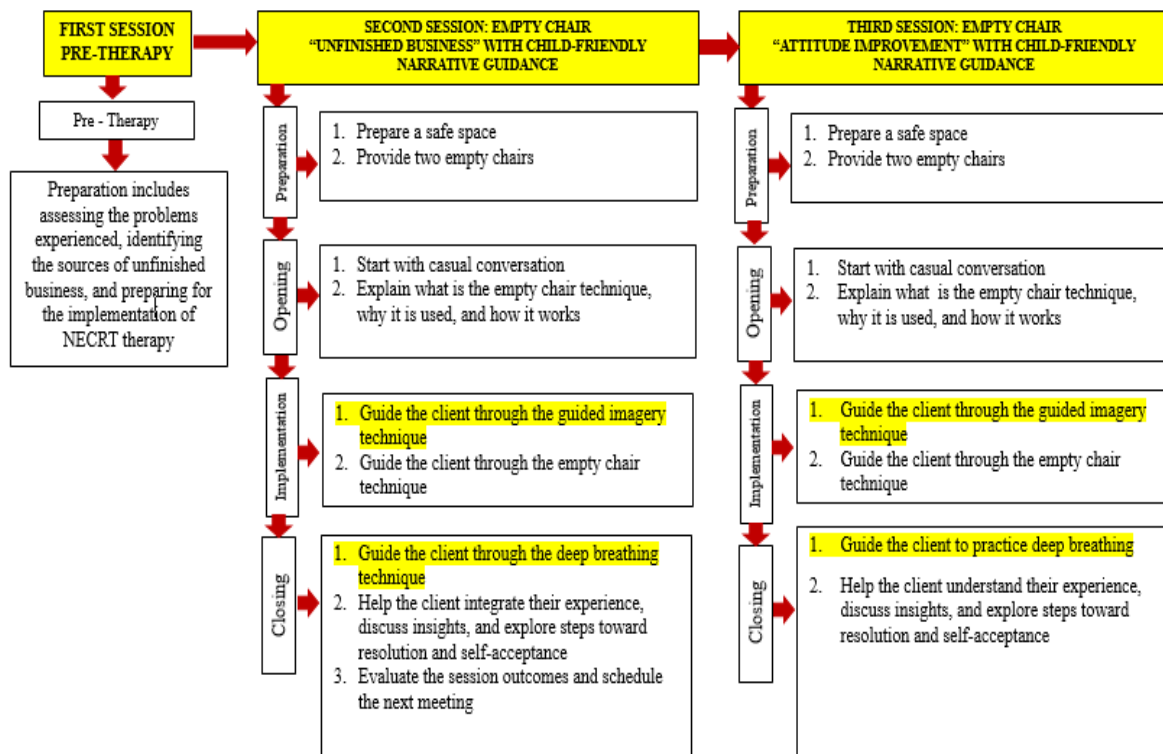 FIRST SESSION
PRE-THERAPY
Pre - Therapy
Preparation includes
assessing the problems
experienced, identifying
the sources of unfinished
business, and preparing for
the implementation of
NECRT therapy
SECOND SESSION: EMPTY CHAIR
“UNFINISHED BUSINESS” WITH CHILD-FRIENDLY
NARRATIVE GUIDANCE
Preparation
1. Prepare a safe space
2. Provide two empty chairs
Opening
1. Start with casual conversation
2. Explain what is the empty chair technique,
why it is used, and how it works
Implementation
1. Guide the client through the guided imagery
technique
2. Guide the client through the empty chair
technique
Closing
1. Guide the client through the deep breathing
technique
2. Help the client integrate their experience,
discuss insights, and explore steps toward
resolution and self-acceptance
3. Evaluate the session outcomes and schedule
the next meeting
THIRD SESSION: EMPTY CHAIR
“ATTITUDE IMPROVEMENT” WITH CHILD-FRIENDLY
NARRATIVE GUIDANCE
Preparation
1. Prepare a safe space
2. Provide two empty chairs
Opening
1. Start with casual conversation
2. Explain what is the empty chair technique,
why it is used, and how it works
Implementation
1. Guide the client through the guided imagery
technique
2. Guide the client through the empty chair
technique
Closing
1. Guide the client to practice deep breathing
2. Help the client understand their experience,
discuss insights, and explore steps toward
resolution and self-acceptance